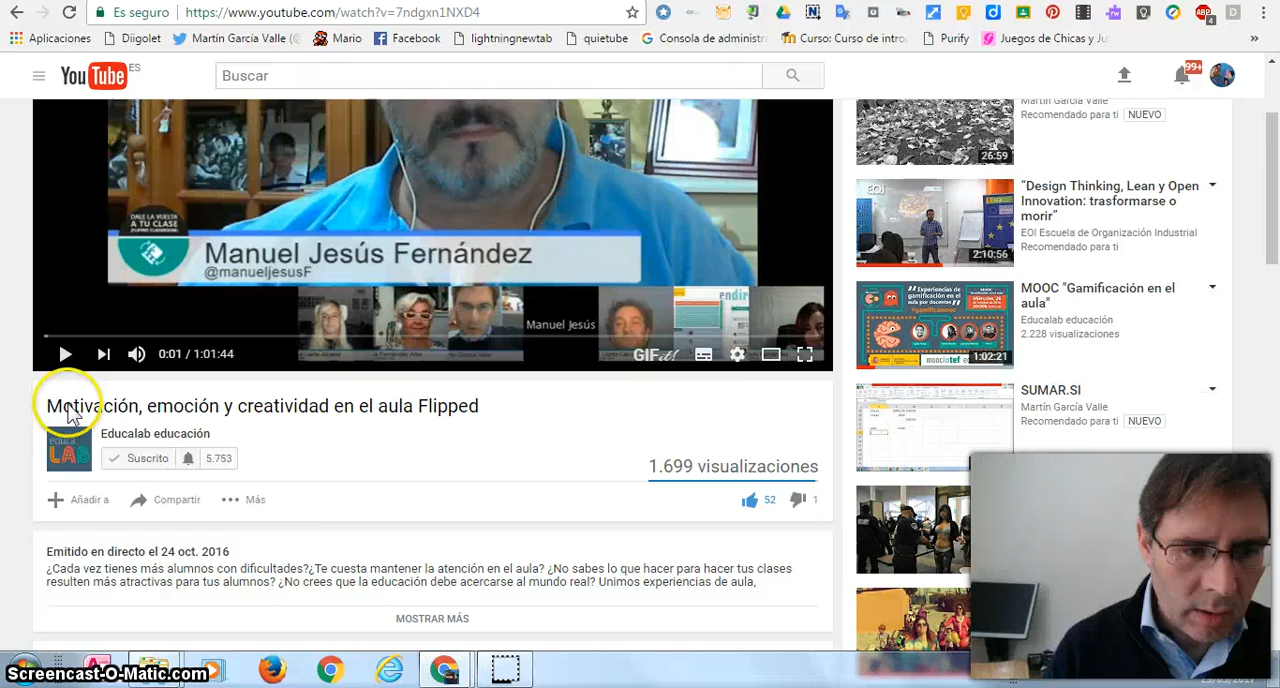 Es seguro https://www.youtube.com/watch?v=7ndgxn1NXD4
Aplicaciones Diigolet Martín García Valle (@ Mario Facebook lightningnewtab quietube Consola de administr Curso: Curso de intro Purify Juegos de Chicas y Ju
YouTube ES
Buscar
99+
DALE LA VUELTA
A TU CLASE
Manuel Jesús Fernández
@manueljesusF
Manuel Jesús
0:01 / 1:01:44
GIF it!
Motivación, emoción y creatividad en el aula Flipped
Educalab educación
Suscrito 5.753
1.699 visualizaciones
Añadir a Compartir Más
52 1
Emitido en directo el 24 oct. 2016
¿Cada vez tienes más alumnos con dificultades?¿Te cuesta mantener la atención en el aula? ¿No sabes lo que hacer para hacer tus clases
resulten más atractivas para tus alumnos? ¿No crees que la educación debe acercarse al mundo real? Unimos experiencias de aula,
MOSTRAR MÁS
Martín García Valle
Recomendado para ti NUEVO
26:59
"Design Thinking, Lean y Open
Innovation: trasformarse o
morir"
EOI Escuela de Organización Industrial
Recomendado para ti
EOI
2:10:56
MOOC "Gamificación en el
aula"
Educalab educación
2.228 visualizaciones
1:02:21
SUMAR.SI
Martín García Valle
Recomendado para ti NUEVO
Screencast-O-Matic.com